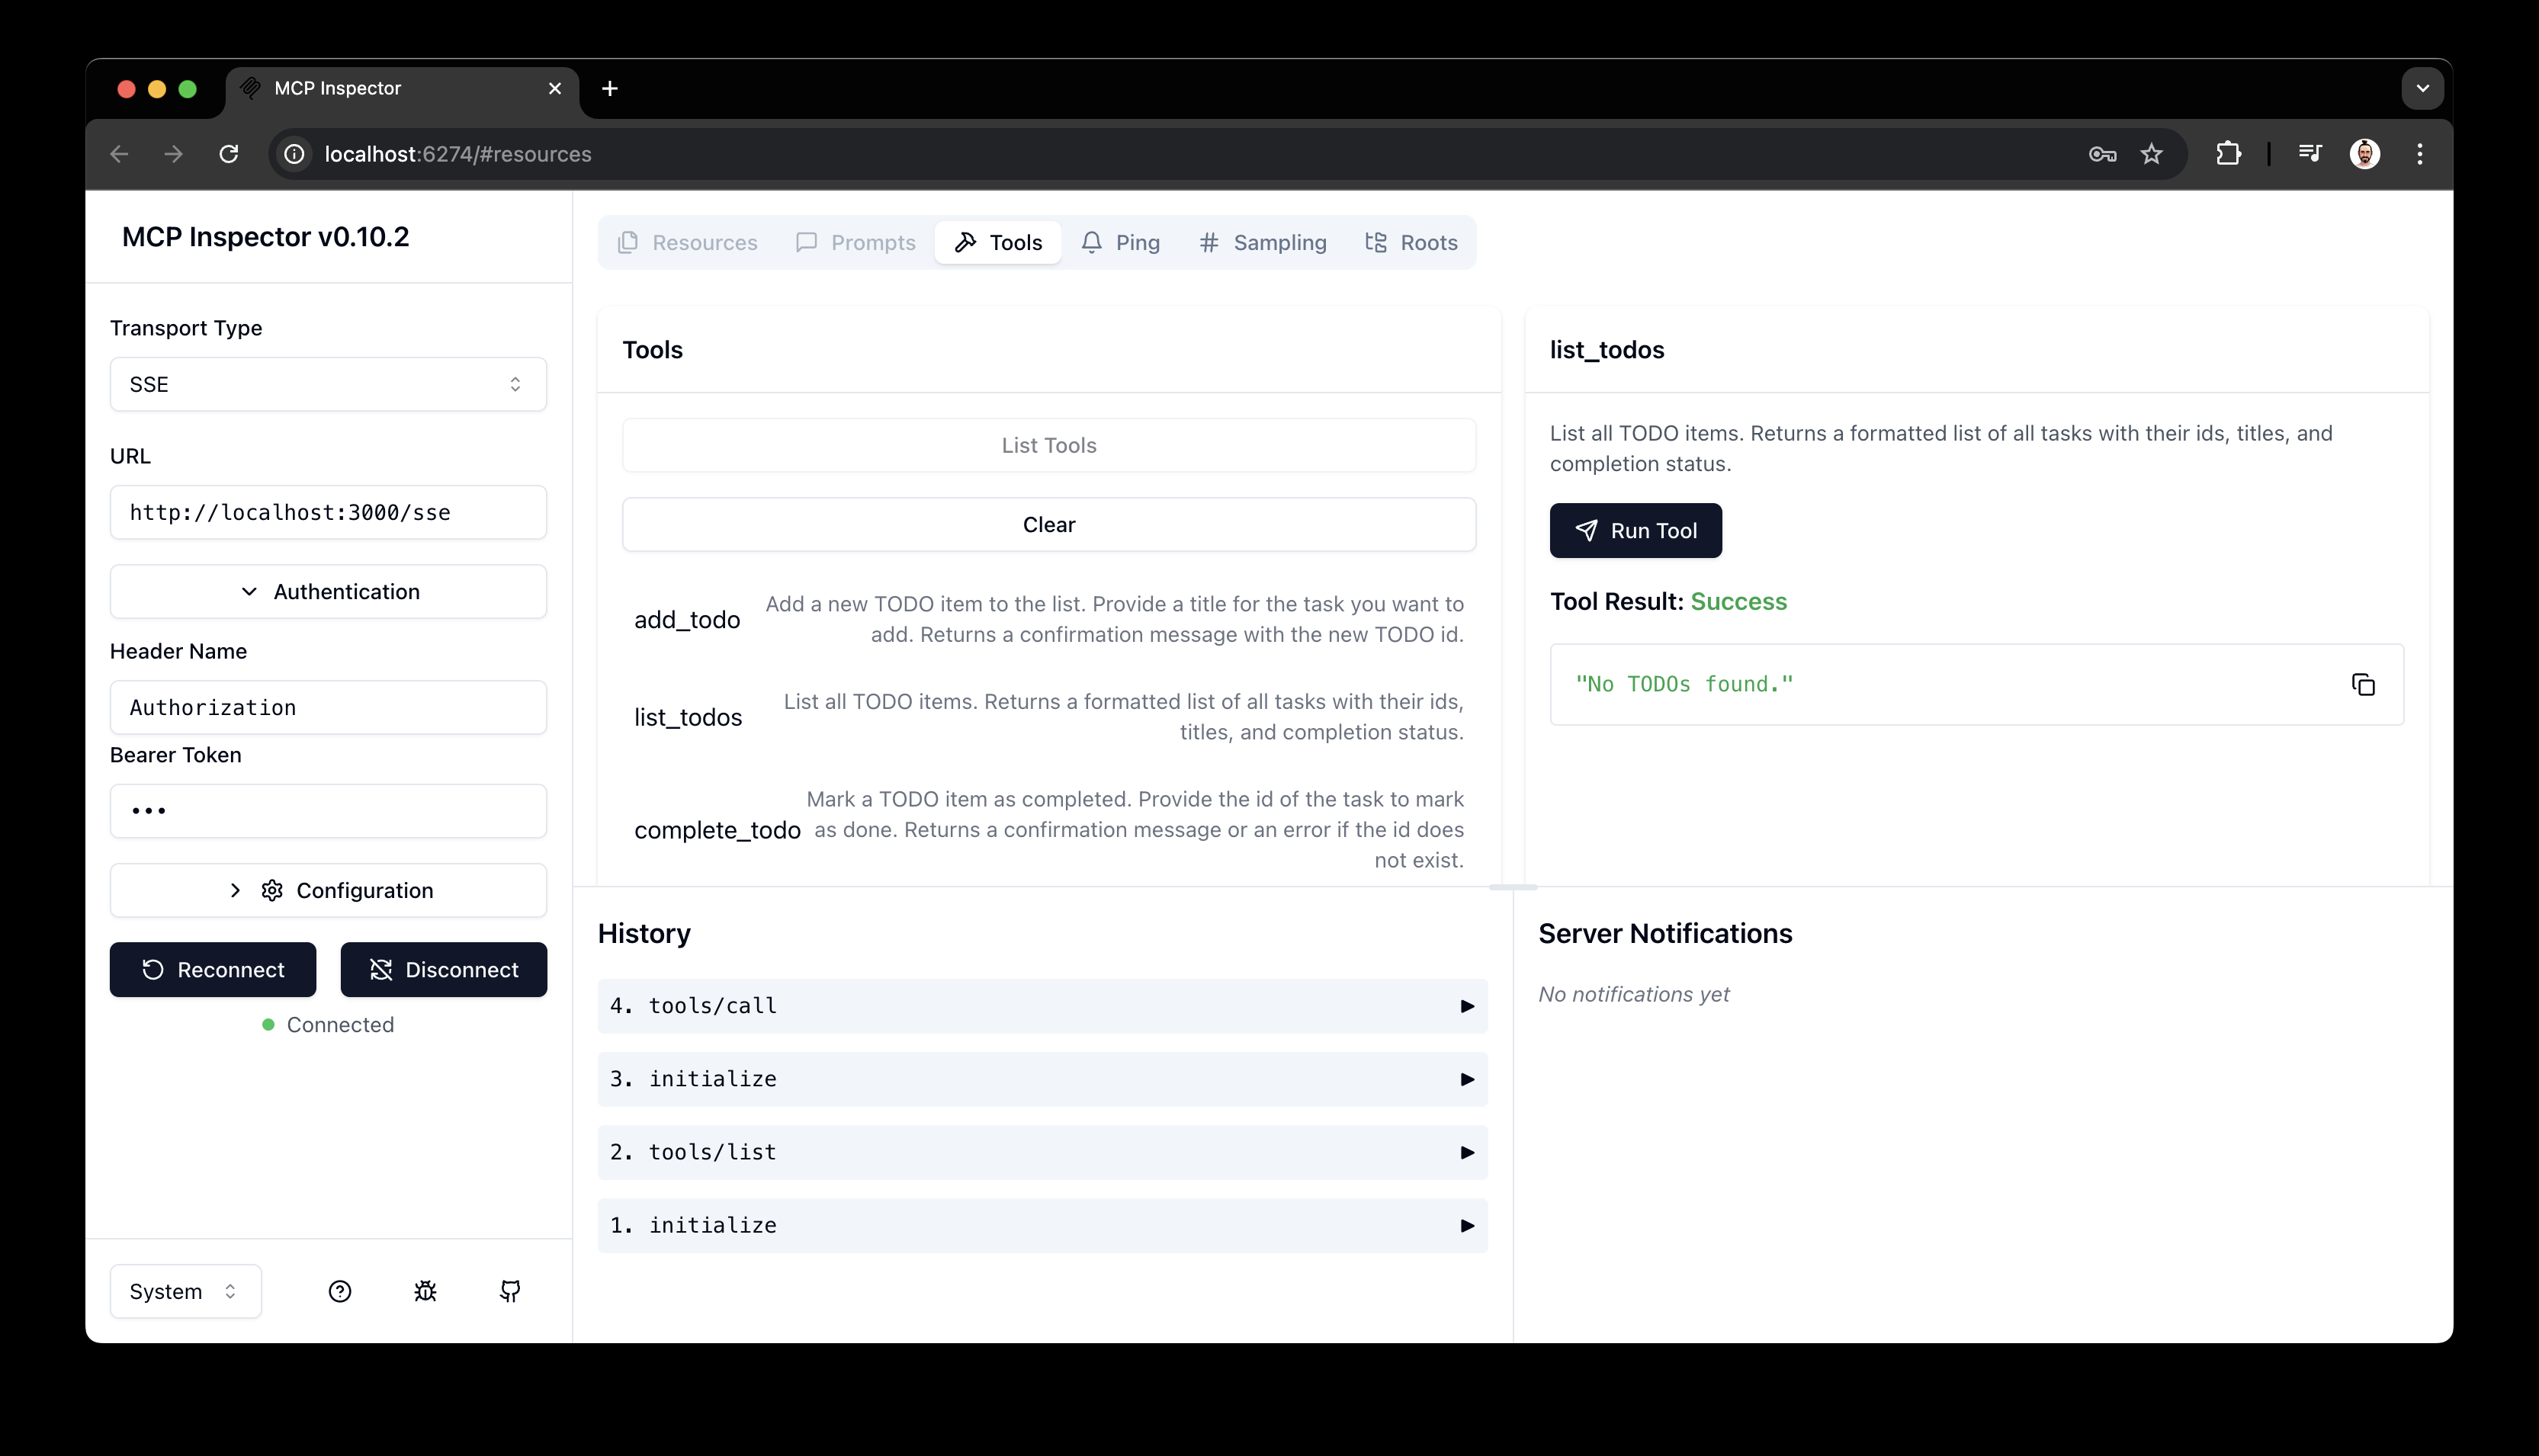 MCP Inspector
localhost:6274/#resources
MCP Inspector v0.10.2
Transport Type
SSE
URL
http://localhost:3000/sse
Authentication
Header Name
Authorization
Bearer Token
•••
Configuration
Reconnect
Disconnect
Connected
System
Resources
Prompts
Tools
Ping
Sampling
Roots
Tools
List Tools
Clear
add_todo
Add a new TODO item to the list. Provide a title for the task you want to
add. Returns a confirmation message with the new TODO id.
list_todos
List all TODO items. Returns a formatted list of all tasks with their ids,
titles, and completion status.
complete_todo
Mark a TODO item as completed. Provide the id of the task to mark
as done. Returns a confirmation message or an error if the id does
not exist.
list_todos
List all TODO items. Returns a formatted list of all tasks with their ids, titles, and
completion status.
Run Tool
Tool Result: Success
"No TODOs found."
History
4. tools/call
3. initialize
2. tools/list
1. initialize
Server Notifications
No notifications yet